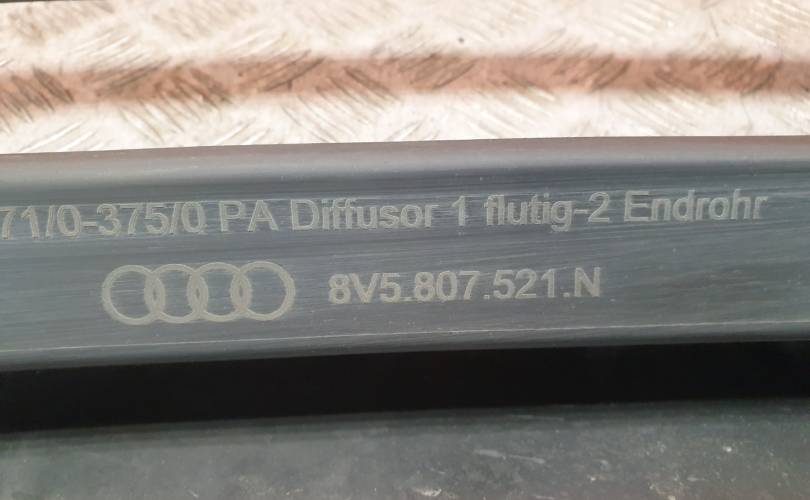 71/0-375/0 PA Diffusor 1 flutig-2 Endrohr
8V5.807.521.N